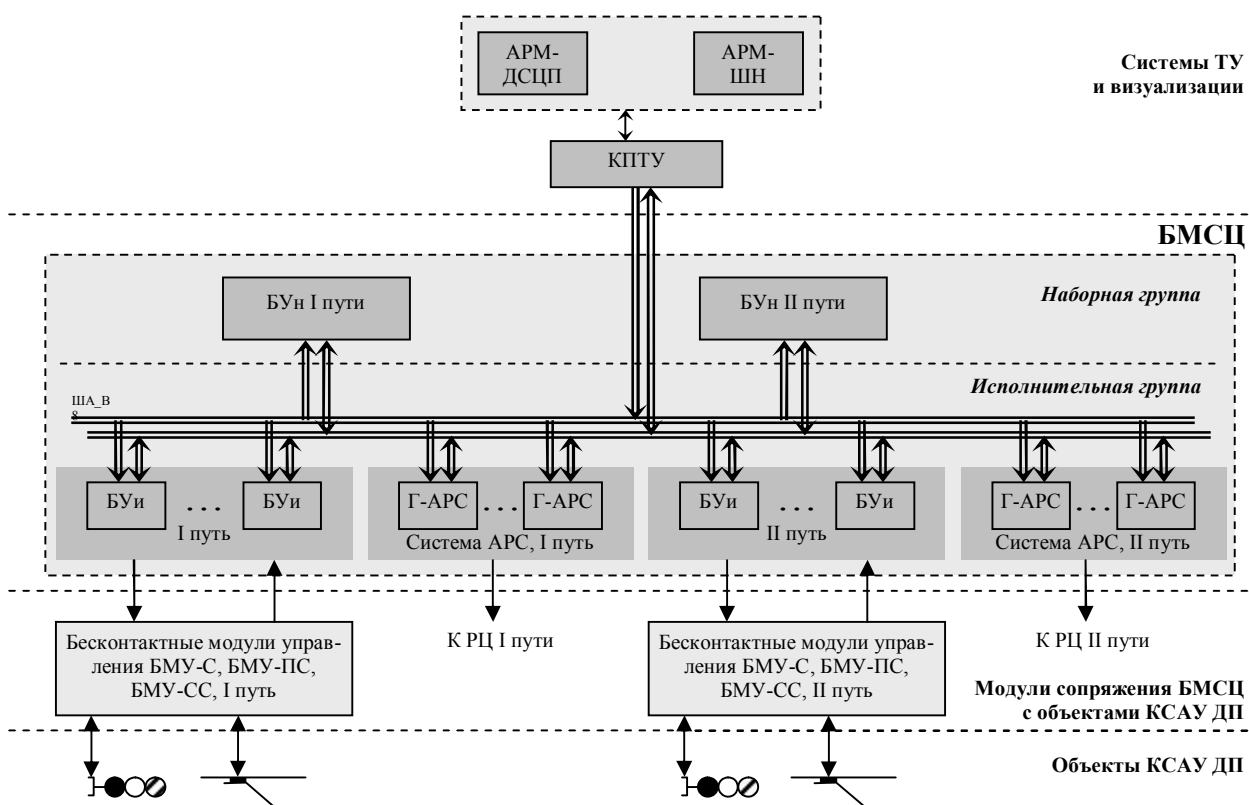 АРМ-
ДСЦП
АРМ-
ШН
Системы ТУ
и визуализации
КПТУ
БМСЦ
БУн I пути
БУн II пути
Наборная группа
Исполнительная группа
ША_В
8
БУи
. . .
БУи
I путь
Г-АРС
. . .
Г-АРС
Система АРС, I путь
БУи
. . .
БУи
II путь
Г-АРС
. . .
Г-АРС
Система АРС, II путь
Бесконтактные модули управ-
ления БМУ-С, БМУ-ПС,
БМУ-СС, I путь
К РЦ I пути
Бесконтактные модули управ-
ления БМУ-С, БМУ-ПС,
БМУ-СС, II путь
К РЦ II пути
Модули сопряжения БМСЦ
с объектами КСАУ ДП
Объекты КСАУ ДП